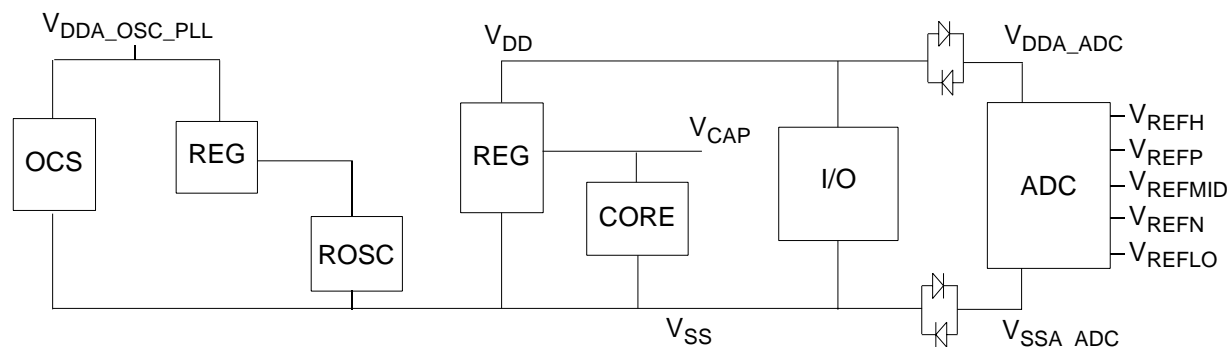 VDDA_OSC_PLL
VDD
VDDA_ADC
OCS
REG
REG
VCAP
I/O
ADC
VREFH
VREFP
VREFMID
VREFN
VREFLO
CORE
ROSC
VSS
VSSA_ADC